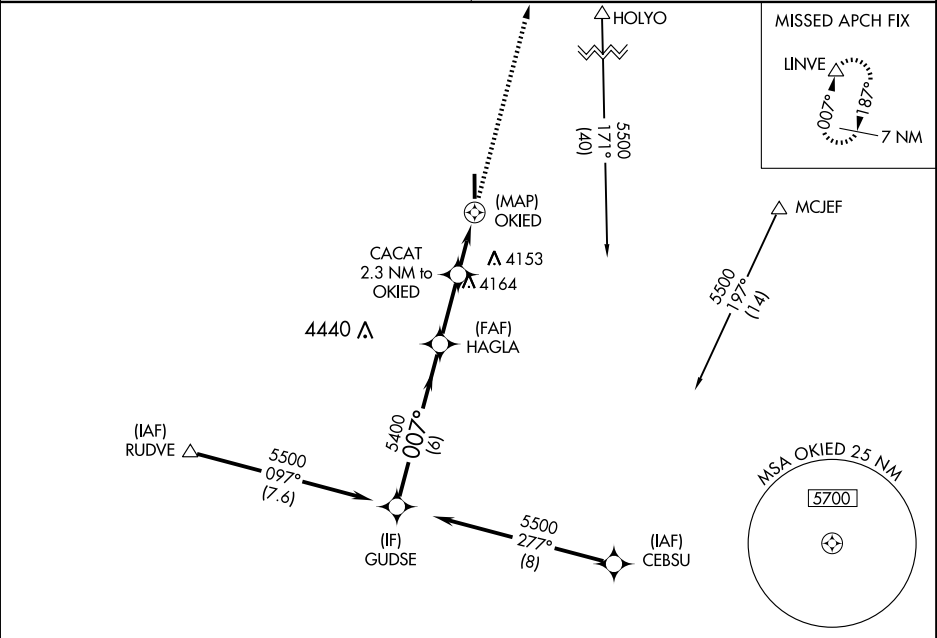 HOLYO
5500
171°
(40)
MISSED APCH FIX
LINVE
007°
187°
7 NM
(MAP)
OKIED
MCJEF
5500
197°
(14)
CACAT
2.3 NM to
OKIED
4153
4164
4440
(FAF)
HAGLA
5400
007°
(6)
(IAF)
RUDVE
5500
097°
(7.6)
(IF)
GUDSE
5500
277°
(8)
(IAF)
CEBSU
MSA OKIED 25 NM
5700